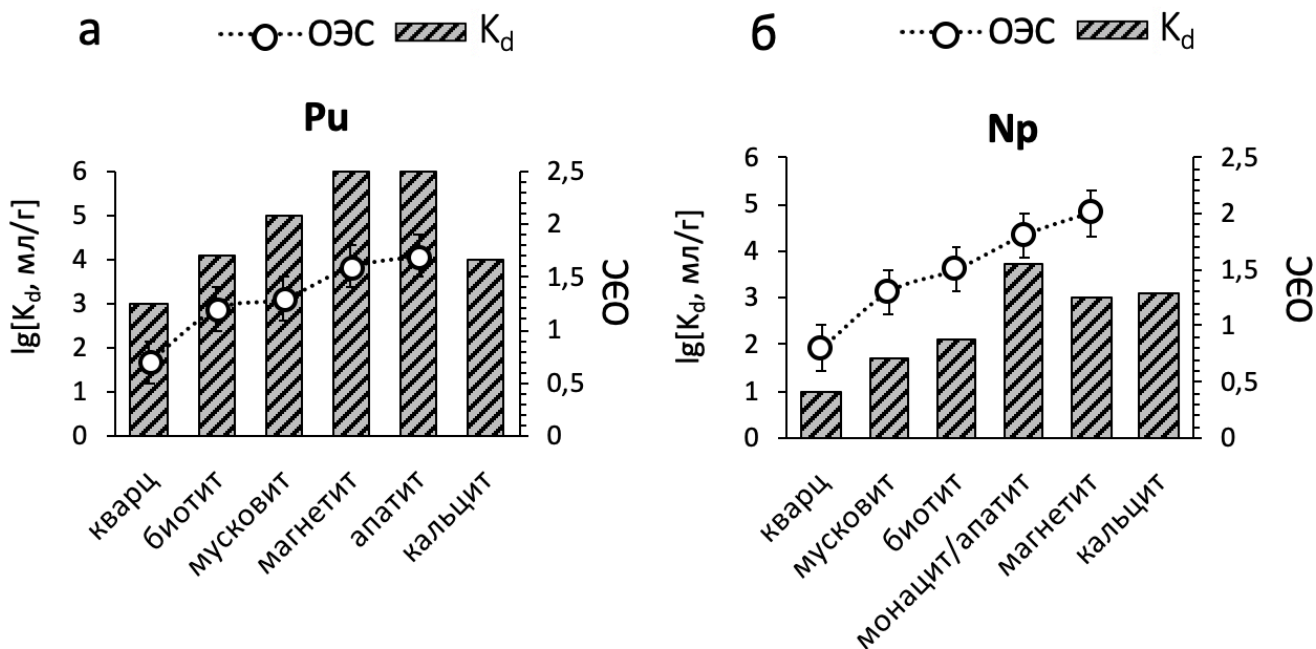 а
ОЭС
K_d
Pu
lg[K_d, мл/г]
6
5
4
3
2
1
0
2,5
2
1,5
1
0,5
0
ОЭС
кварц
биотит
мусковит
магнетит
апатит
кальцит
б
ОЭС
K_d
Np
lg[K_d, мл/г]
6
5
4
3
2
1
0
2,5
2
1,5
1
0,5
0
ОЭС
кварц
мусковит
биотит
монацит/апатит
магнетит
кальцит